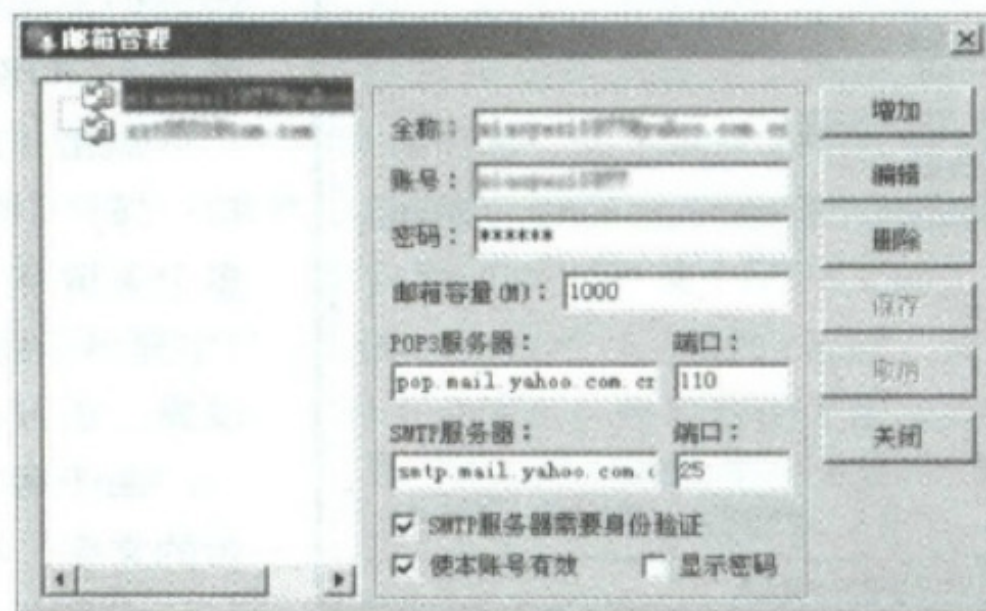 邮箱管理
全称：
账号：
密码：******
邮箱容量(M)：1000
POP3服务器： 端口：
pop.mail.yahoo.com.cn 110
SMTP服务器： 端口：
smtp.mail.yahoo.com.c 25
SMTP服务器需要身份验证
使本账号有效 显示密码
增加
编辑
删除
保存
取消
关闭